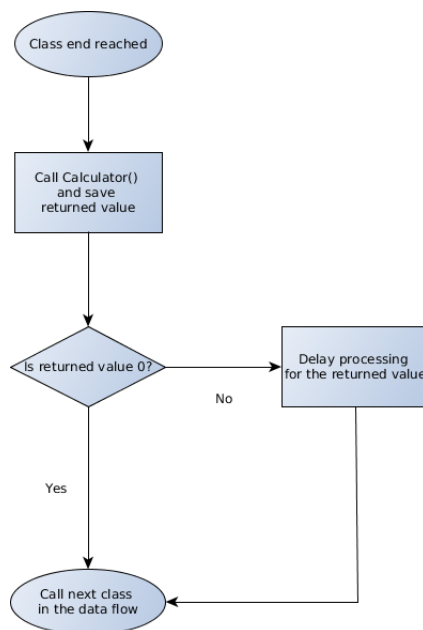 Class end reached
Call Calculator()
and save
returned value
Is returned value 0?
Delay processing
for the returned value
No
Yes
Call next class
in the data flow